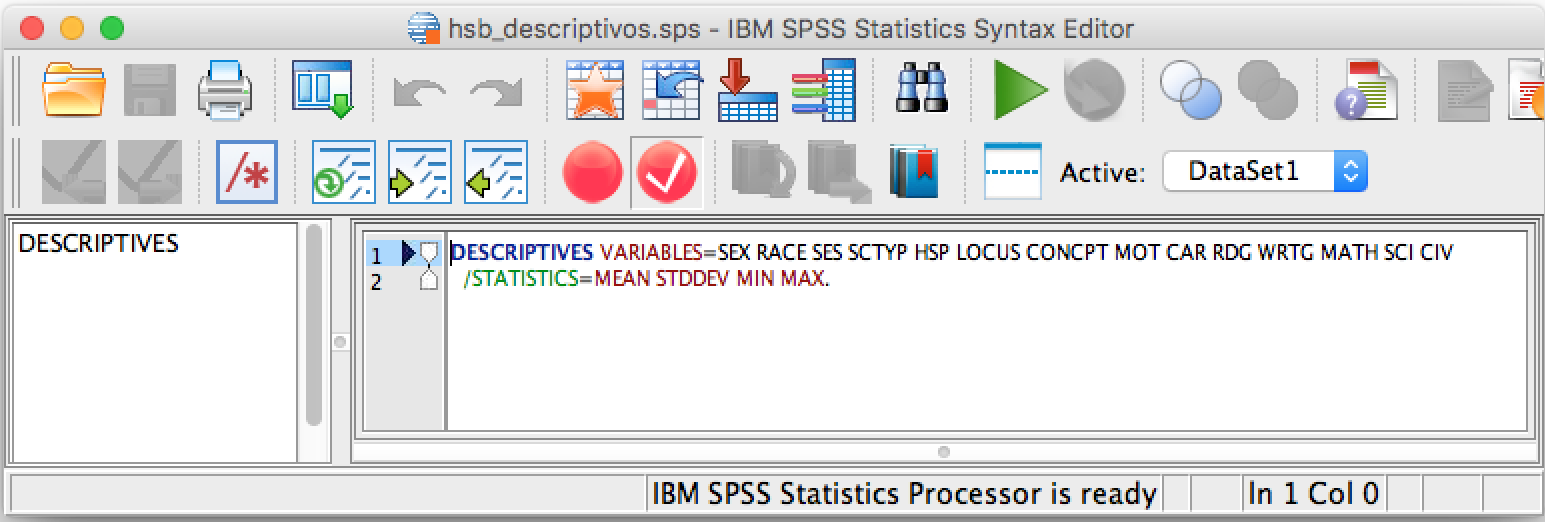 hsb_descriptivos.sps - IBM SPSS Statistics Syntax Editor
/*
Active: DataSet1
DESCRIPTIVES
1 DESCRIPTIVES VARIABLES=SEX RACE SES SCTYP HSP LOCUS CONCPT MOT CAR RDG WRTG MATH SCI CIV
2 /STATISTICS=MEAN STDDEV MIN MAX.
IBM SPSS Statistics Processor is ready In 1 Col 0